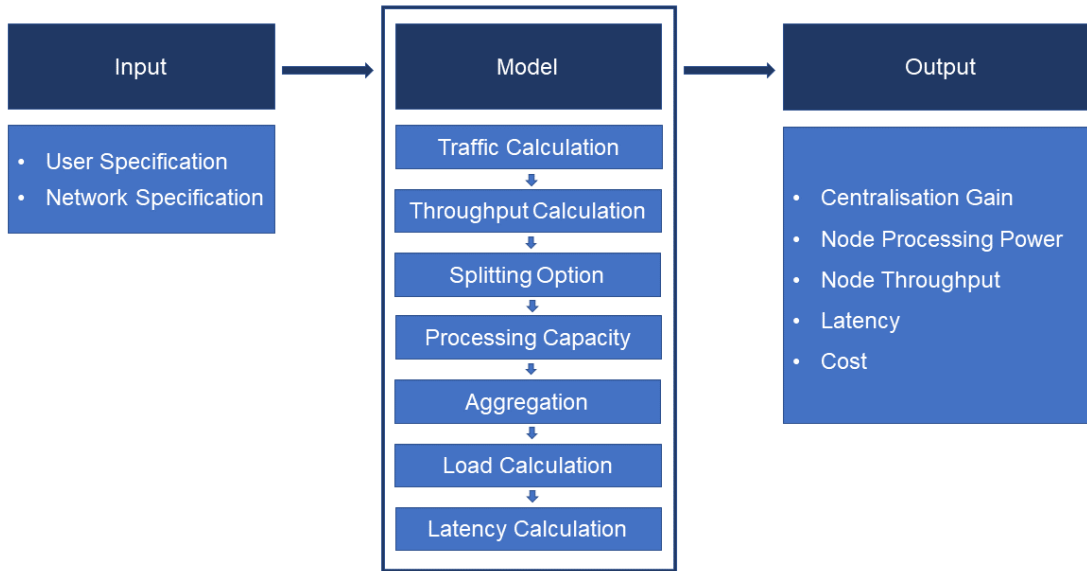 Input
• User Specification
• Network Specification
Model
Traffic Calculation
Throughput Calculation
Splitting Option
Processing Capacity
Aggregation
Load Calculation
Latency Calculation
Output
• Centralisation Gain
• Node Processing Power
• Node Throughput
• Latency
• Cost